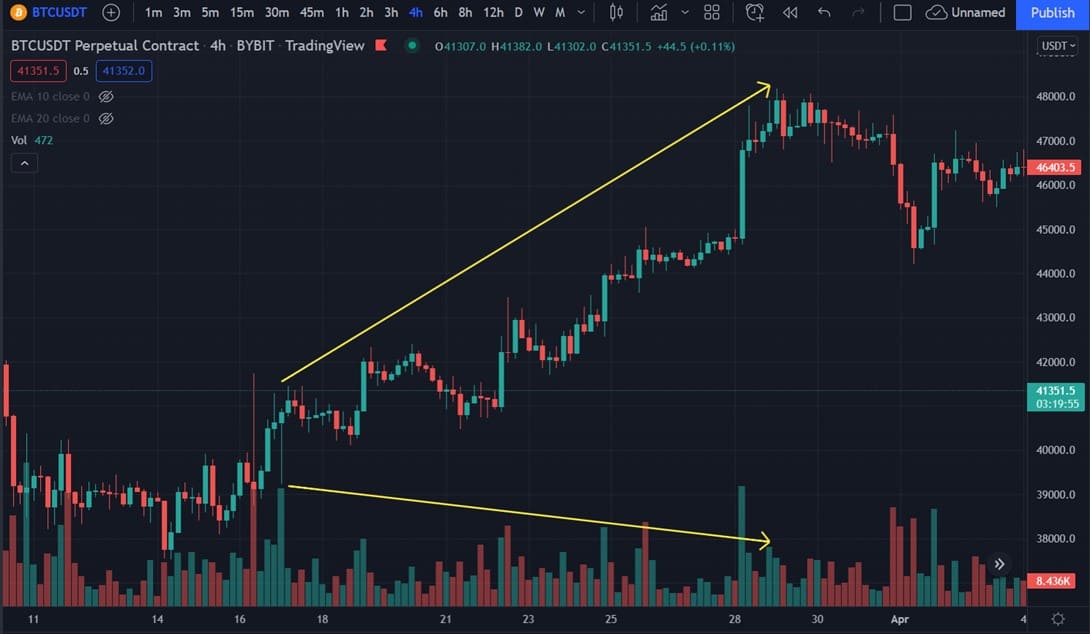 BTCUSDT 1m 3m 5m 15m 30m 45m 1h 2h 3h 4h 6h 8h 12h D W M Unnamed Publish
BTCUSDT Perpetual Contract · 4h · BYBIT · TradingView O41307.0 H41382.0 L41302.0 C41351.5 +44.5 (+0.11%) USDT
41351.5 0.5 41352.0
EMA 10 close 0
EMA 20 close 0
Vol 472
48000.0
47000.0
46403.5
46000.0
45000.0
44000.0
43000.0
42000.0
41351.5
03:19:55
40000.0
39000.0
38000.0
8.436K
11 14 16 18 21 23 25 28 30 Apr 4